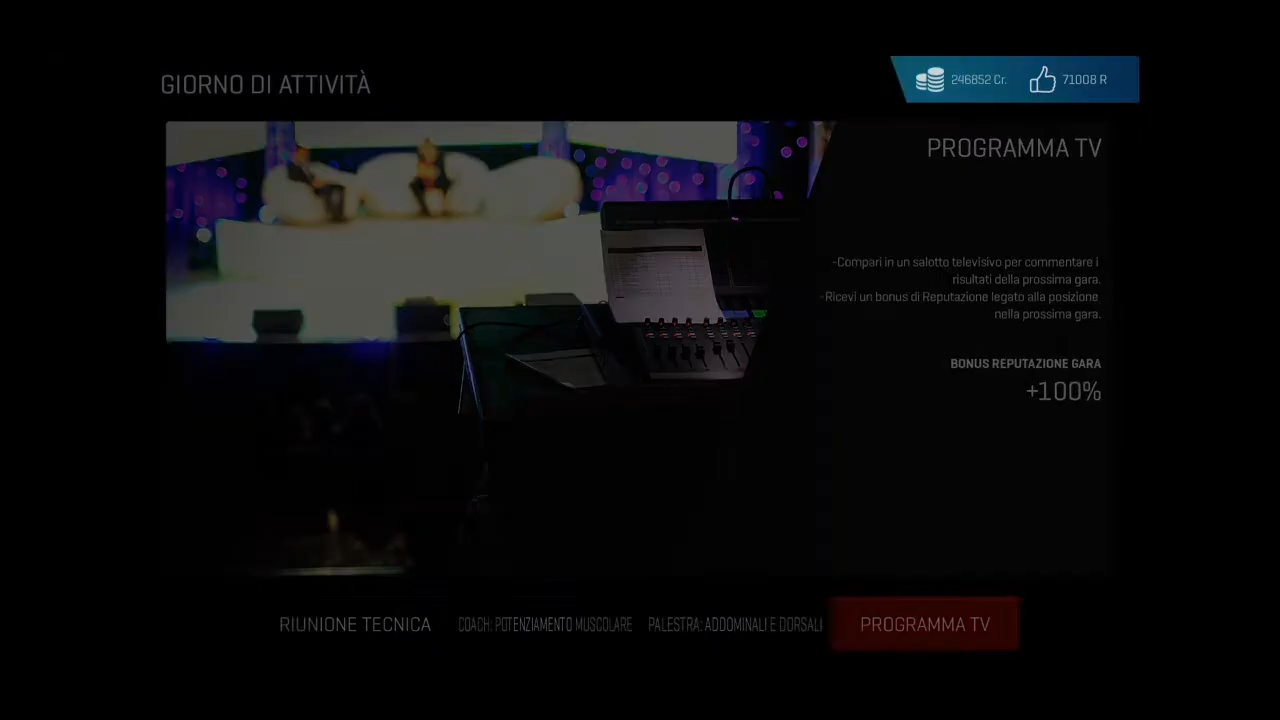 GIORNO DI ATTIVITÀ
246852 Cr.
71008 R
PROGRAMMA TV
-Compari in un salotto televisivo per commentare i
risultati della prossima gara.
-Ricevi un bonus di Reputazione legato alla posizione
nella prossima gara.
BONUS REPUTAZIONE GARA
+100%
RIUNIONE TECNICA
COACH: POTENZIAMENTO MUSCOLARE
PALESTRA: ADDOMINALI E DORSALI
PROGRAMMA TV